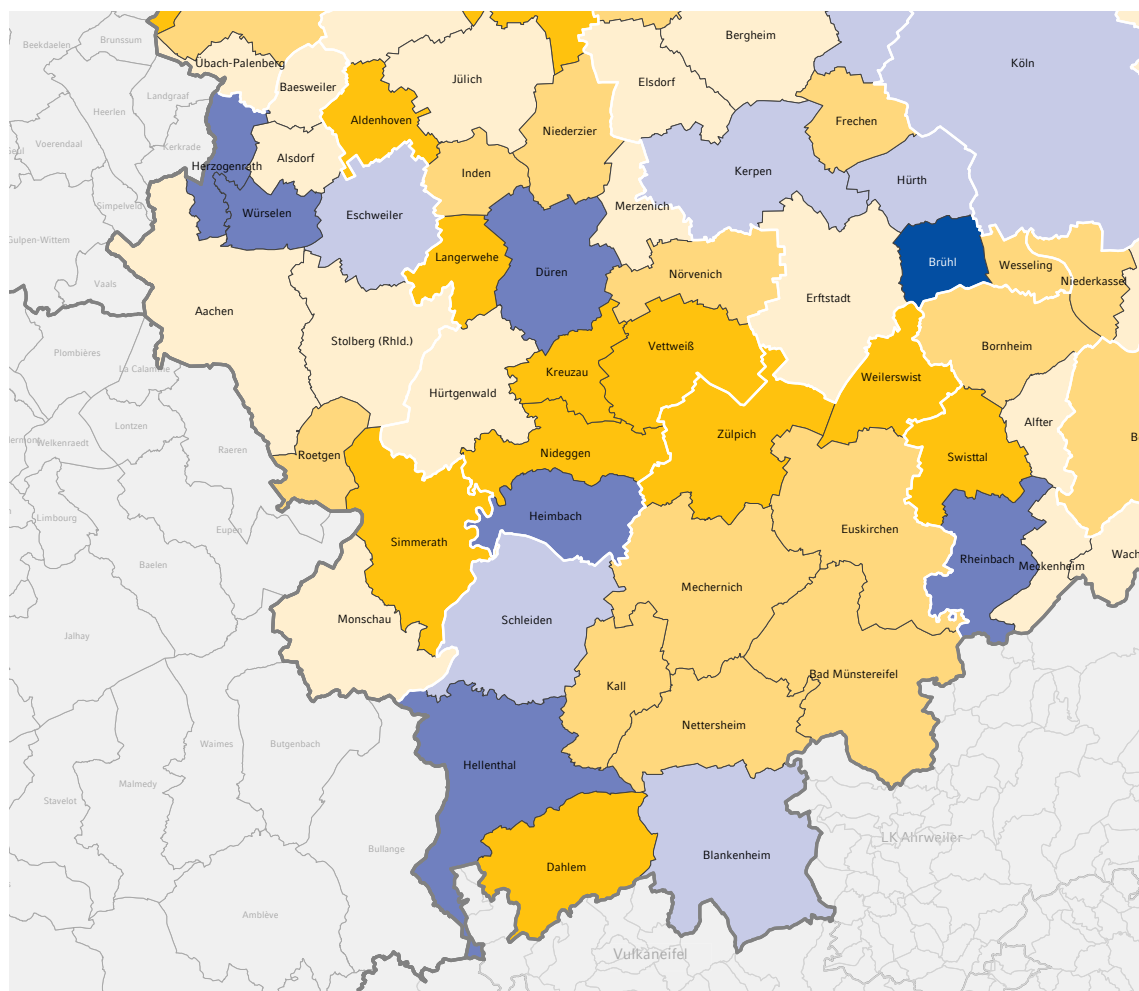 Bergheim
Brunssum
Beekdaelen
Übach-Palenberg
Köln
Jülich
Elsdorf
Baesweiler
Landgraaf
Heerlen
Aldenhoven
Frechen
Niederzier
Voerendaal
Kerkrade
Alsdorf
Herzogenrath
Inden
Kerpen
Hürth
Simpelveld
Würselen
Eschweiler
Merzenich
Gulpen-Wittem
Langerwehe
Brühl
Wesseling
Düren
Nörvenich
Niederkassel
Vaals
Erftstadt
Aachen
Stolberg (Rhld.)
Vettweiß
Bornheim
Plombières
La Calamine
Kreuzau
Weilerswist
Hürtgenwald
Alfter
Lontzen
Zülpich
Welkenraedt
Raeren
Roetgen
Nideggen
Swisttal
Limbourg
Heimbach
Eupen
Euskirchen
Simmerath
Rheinbach
Wach
Baelen
Meckenheim
Mechernich
Monschau
Schleiden
Jalhay
Bad Münstereifel
Kall
Nettersheim
Waimes
Butgenbach
Hellenthal
Malmedy
Stavelot
LK Ahrweiler
Bullange
Blankenheim
Dahlem
Amblève
Vulkaneifel